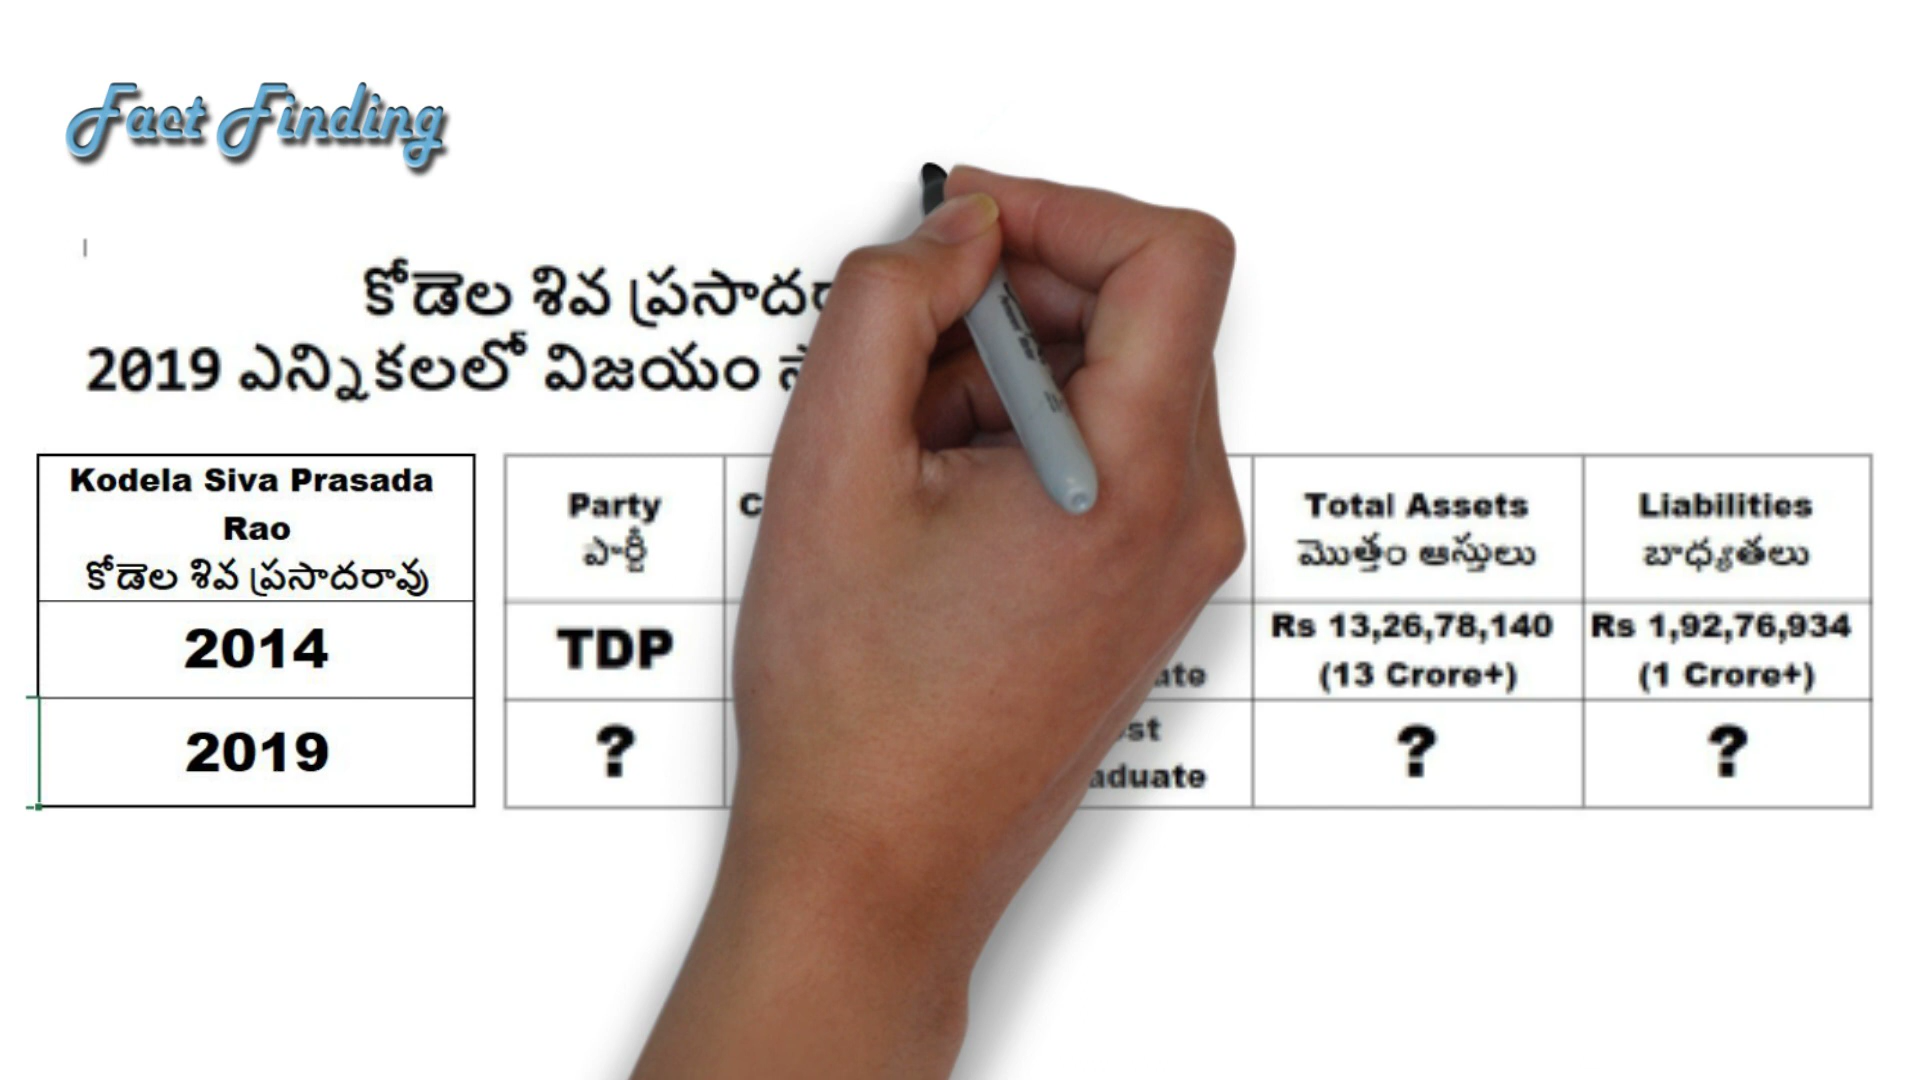 Fact Finding
కోడెల శివ
2019 ఎన్నికలలో విజయం
Kodela Siva Prasada
Rao
కోడెల శివ ప్రసాదరావు
Party
పార్టీ
Total Assets
మొత్తం ఆస్తులు
Liabilities
బాధ్యతలు
2014
TDP
Rs 13,26,78,140
(13 Crore+)
Rs 1,92,76,934
(1 Crore+)
2019
?
?
?